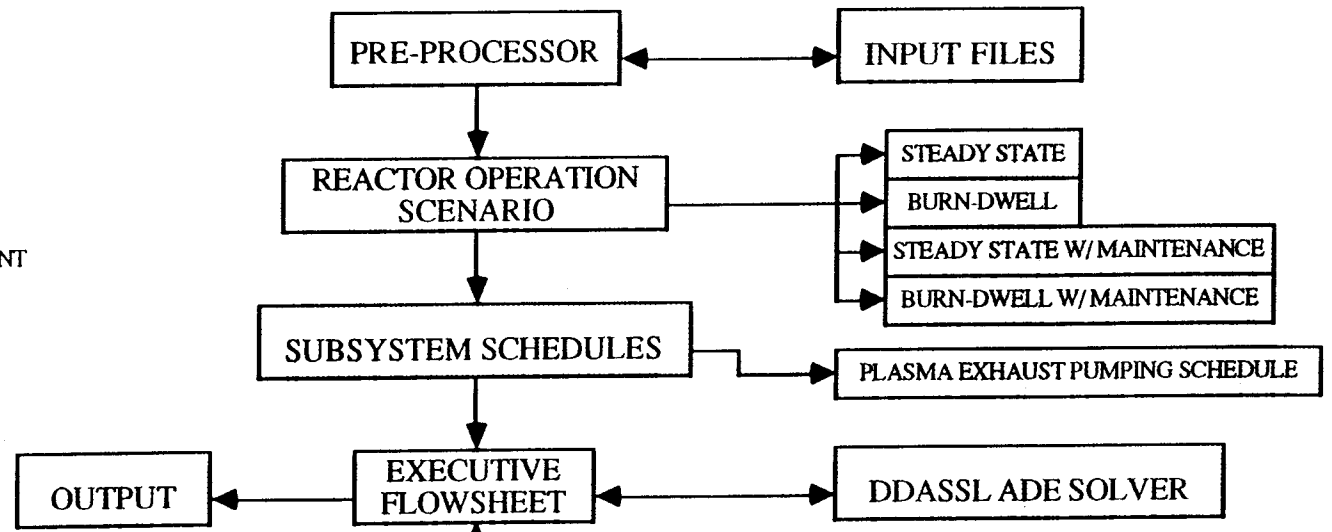 PRE-PROCESSOR
INPUT FILES
REACTOR OPERATION
SCENARIO
STEADY STATE
BURN-DWELL
STEADY STATE W/ MAINTENANCE
BURN-DWELL W/ MAINTENANCE
NT
SUBSYSTEM SCHEDULES
PLASMA EXHAUST PUMPING SCHEDULE
OUTPUT
EXECUTIVE
FLOWSHEET
DDASSL ADE SOLVER